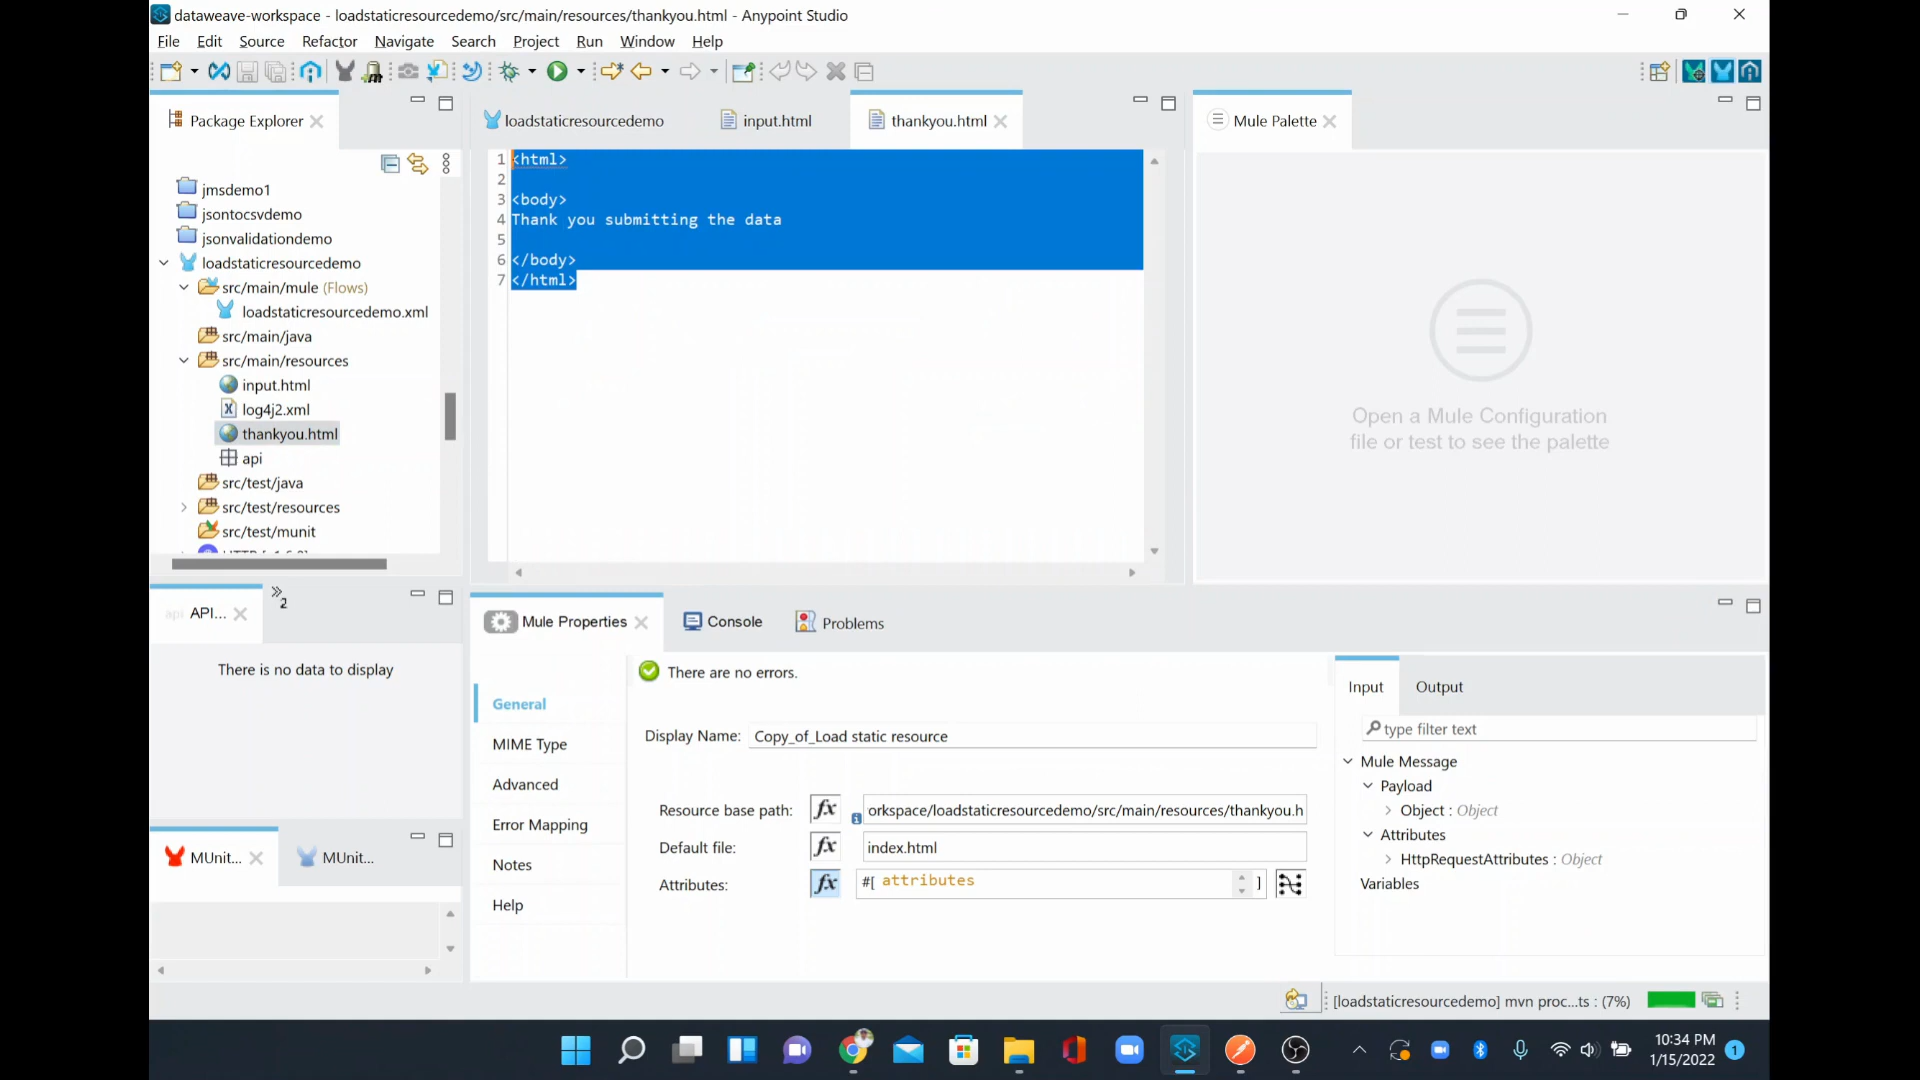 dataweave-workspace - loadstaticresourcedemo/src/main/resources/thankyou.html - Anypoint Studio
File Edit Source Refactor Navigate Search Project Run Window Help
Package Explorer
loadstaticresourcedemo
input.html
thankyou.html
Mule Palette
jmsdemo1
jsontocsvdemo
jsonvalidationdemo
loadstaticresourcedemo
src/main/mule (Flows)
loadstaticresourcedemo.xml
src/main/java
src/main/resources
input.html
log4j2.xml
thankyou.html
api
src/test/java
src/test/resources
src/test/munit
1 <html>
2
3 <body>
4 Thank you submitting the data
5
6 </body>
7 </html>
Open a Mule Configuration
file or test to see the palette
api API...
2
There is no data to display
MUnit...
MUnit...
Mule Properties
Console
Problems
There are no errors.
General
MIME Type
Advanced
Error Mapping
Notes
Help
Display Name: Copy_of_Load static resource
Resource base path: fx orkspace/loadstaticresourcedemo/src/main/resources/thankyou.h
Default file: fx index.html
Attributes: fx #[ attributes ]
Input Output
type filter text
Mule Message
Payload
Object : Object
Attributes
HttpRequestAttributes : Object
Variables
[loadstaticresourcedemo] mvn proc...ts : (7%)
10:34 PM
1/15/2022
1